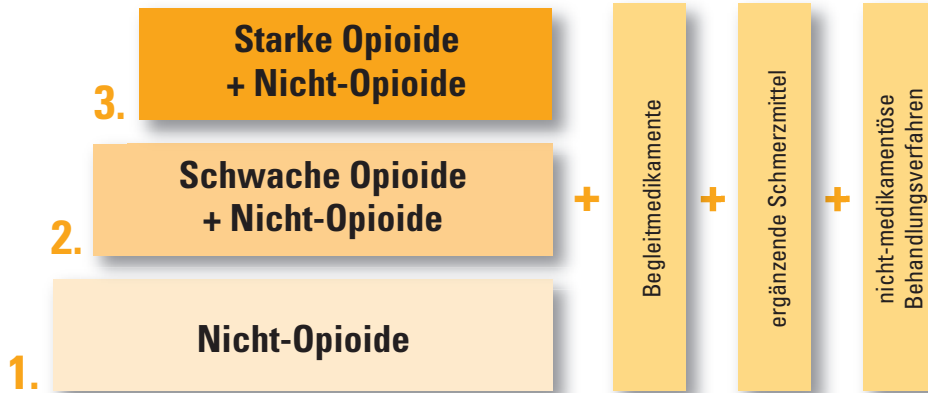 3.
Starke Opioide
+ Nicht-Opioide
2.
Schwache Opioide
+ Nicht-Opioide
1.
Nicht-Opioide
+
Begleitmedikamente
+
ergänzende Schmerzmittel
+
nicht-medikamentöse
Behandlungsverfahren